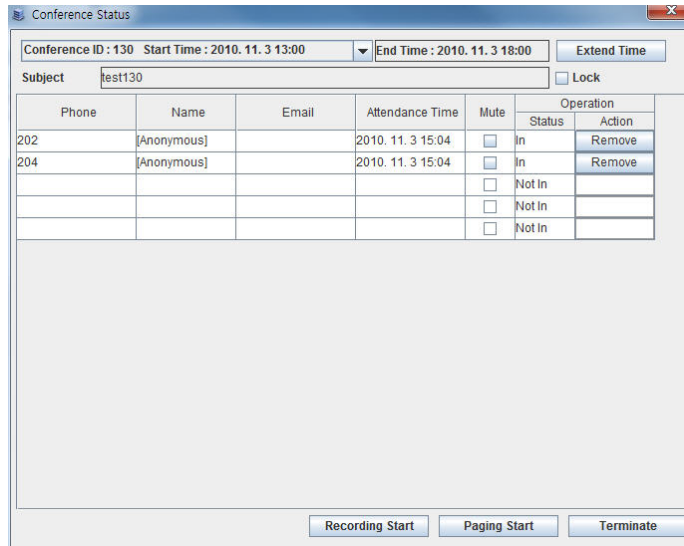 Conference Status
Conference ID : 130 Start Time : 2010. 11. 3 13:00 End Time : 2010. 11. 3 18:00 Extend Time
Subject test130 Lock
Phone Name Email Attendance Time Mute Operation
Status Action
202 [Anonymous] 2010. 11. 3 15:04 In Remove
204 [Anonymous] 2010. 11. 3 15:04 In Remove
Not In
Not In
Not In
Recording Start Paging Start Terminate